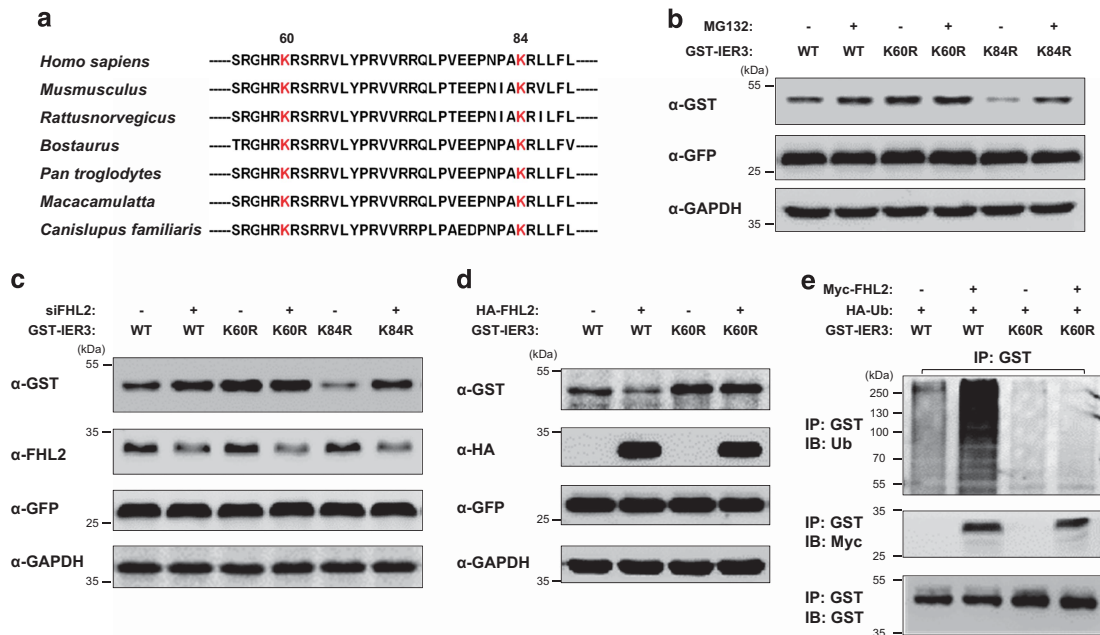 a
60 84
Homo sapiens -----SRGHRKRSRRVLYPRVVRRQLPVEEPNPAKRLLFL-----
Musmusculus -----SRGHRKRSRRVLYPRVVRRQLPTEEPNIAKRVLFL-----
Rattusnorvegicus -----SRGHRKRSRRVLYPRVVRRQLPTEEPNIAKRILFL-----
Bostaurus -----TRGHRKRSRRVLYPRVVRRQLPVEEPNPAKRLLFV-----
Pan troglodytes -----SRGHRKRSRRVLYPRVVRRQLPVEEPNPAKRLLFL-----
Macacamulatta -----SRGHRKRSRRVLYPRVVRRQLPVEEPNPAKRLLFL-----
Canislupus familiaris -----SRGHRKRSRRVLYPRVVRRPLPAEDPNPAKRLLFL-----
b
MG132: - + - + - +
GST-IER3: WT WT K60R K60R K84R K84R
(kDa)
55
α-GST
α-GFP
25
α-GAPDH
35
c
siFHL2: - + - + - +
GST-IER3: WT WT K60R K60R K84R K84R
(kDa)
55
α-GST
35
α-FHL2
α-GFP
25
α-GAPDH
35
d
HA-FHL2: - + - +
GST-IER3: WT WT K60R K60R
(kDa)
55
α-GST
35
α-HA
α-GFP
25
α-GAPDH
35
e
Myc-FHL2: - + - +
HA-Ub: + + + +
GST-IER3: WT WT K60R K60R
IP: GST
(kDa)
250
130
IP: GST
100
IB: Ub
70
55
35
IP: GST
IB: Myc
25
55
IP: GST
IB: GST
35